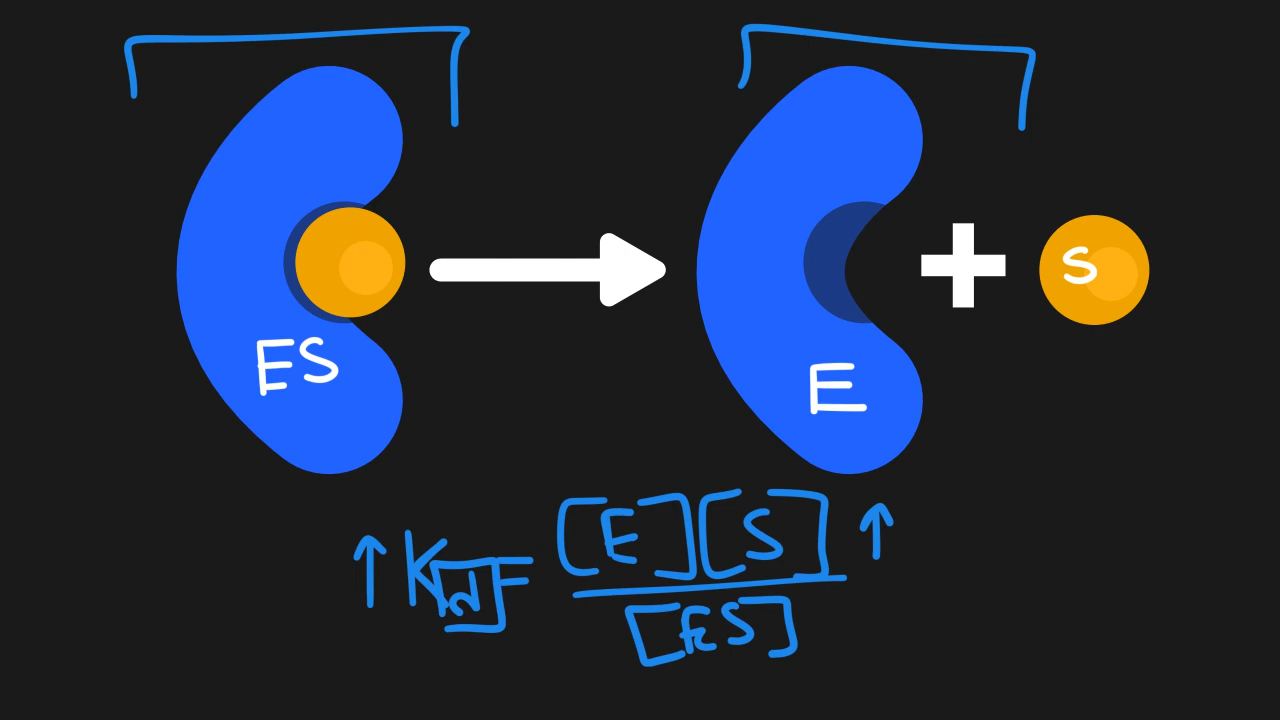 ES
E
S
↑ Kd = [E][S] ↑
[ES]